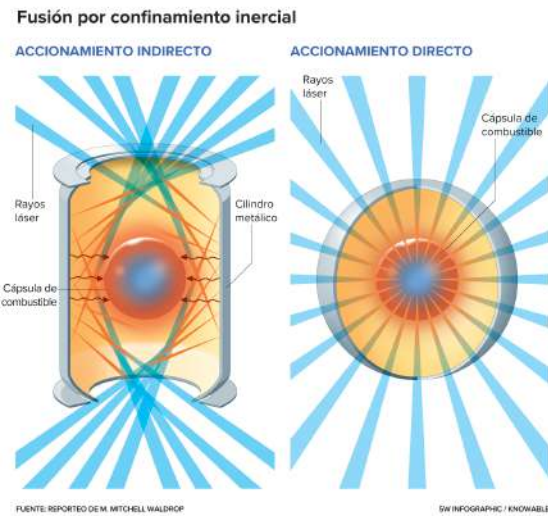 Fusión por confinamiento inercial
ACCIONAMIENTO INDIRECTO
Rayos
láser
Cilindro
metálico
Cápsula de
combustible
ACCIONAMIENTO DIRECTO
Rayos
láser
Cápsula de
combustible
FUENTE: REPORTEO DE M. MITCHELL WALDROP
5W INFOGRAPHIC / KNOWABLE